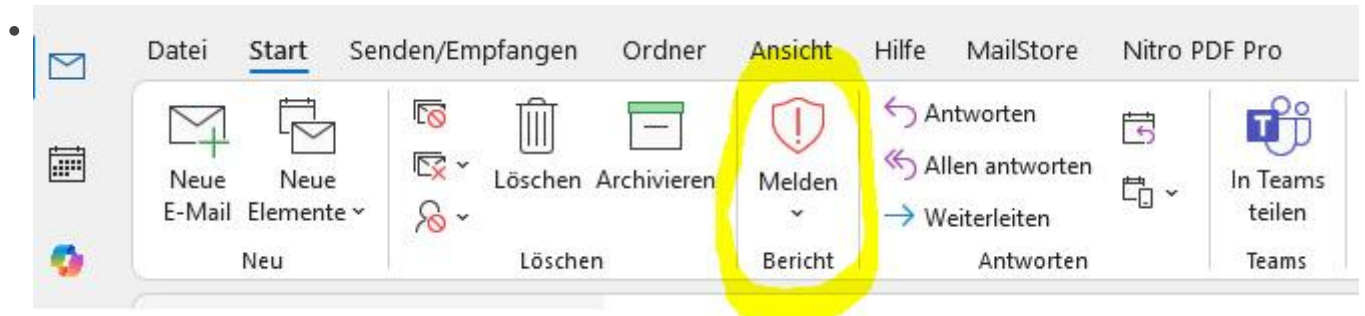 Datei Start Senden/Empfangen Ordner Ansicht Hilfe MailStore Nitro PDF Pro
Neue E-Mail
Neue Elemente
Löschen
Archivieren
Melden
Antworten
Allen antworten
Weiterleiten
In Teams teilen
Neu Löschen Bericht Antworten Teams